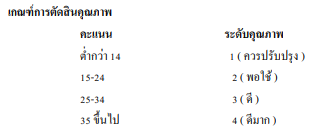 เกณฑ์การตัดสินคุณภาพ
คะแนน ระดับคุณภาพ
ต่ำกว่า 14 1 ( ควรปรับปรุง )
15-24 2 ( พอใช้ )
25-34 3 ( ดี )
35 ขึ้นไป 4 ( ดีมาก )